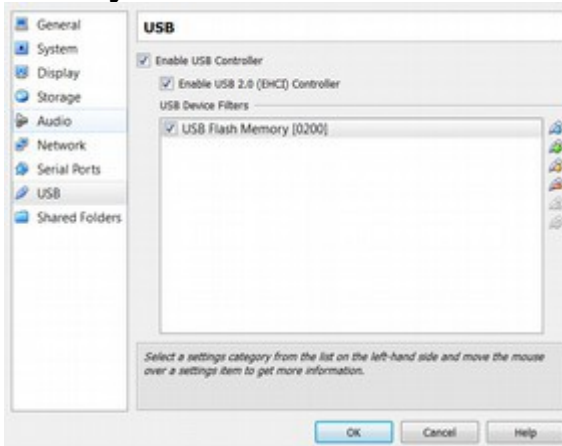 General
System
Display
Storage
Audio
Network
Serial Ports
USB
Shared Folders
USB
Enable USB Controller
Enable USB 2.0 (EHCI) Controller
USB Device Filters
USB Flash Memory [0200]
Select a settings category from the list on the left-hand side and move the mouse
over a settings item to get more information.
OK
Cancel
Help